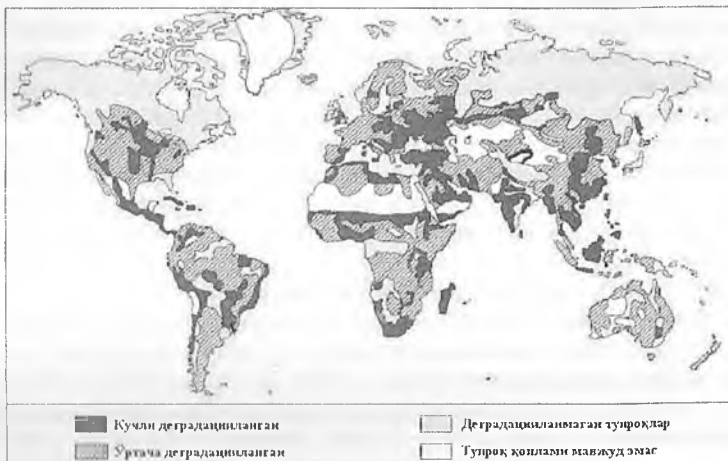 Кучли деградацияланган
Ўртача деградацияланган
Деградацияланмаган тупроқлар
Тупроқ қоплами мавжуд эмас